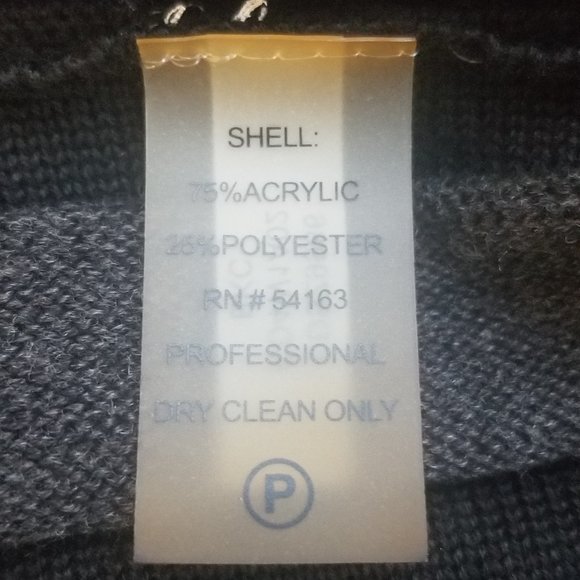 SHELL:
75%ACRYLIC
25%POLYESTER
RN # 54163
PROFESSIONAL
DRY CLEAN ONLY
P